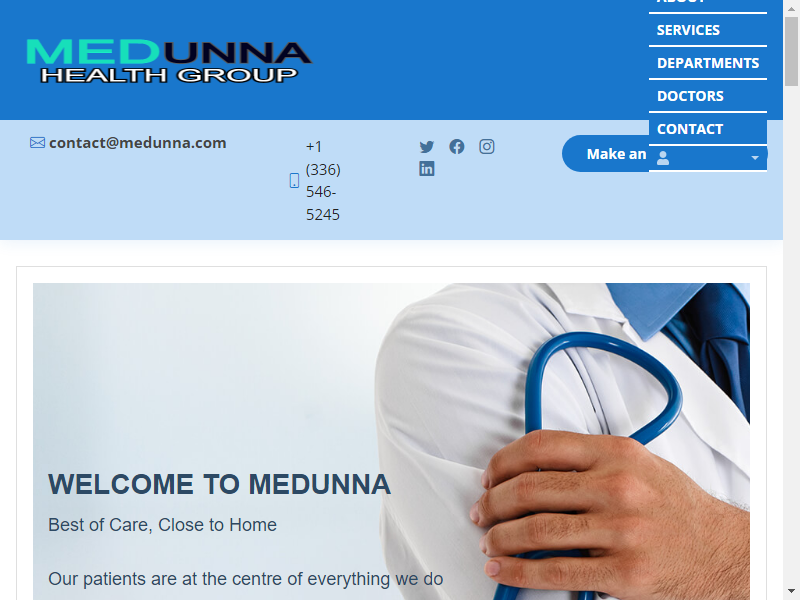 ABOUT
MEDUNNA
HEALTH GROUP
SERVICES
DEPARTMENTS
DOCTORS
CONTACT
contact@medunna.com
+1
(336)
546-
5245
Make an
WELCOME TO MEDUNNA
Best of Care, Close to Home
Our patients are at the centre of everything we do